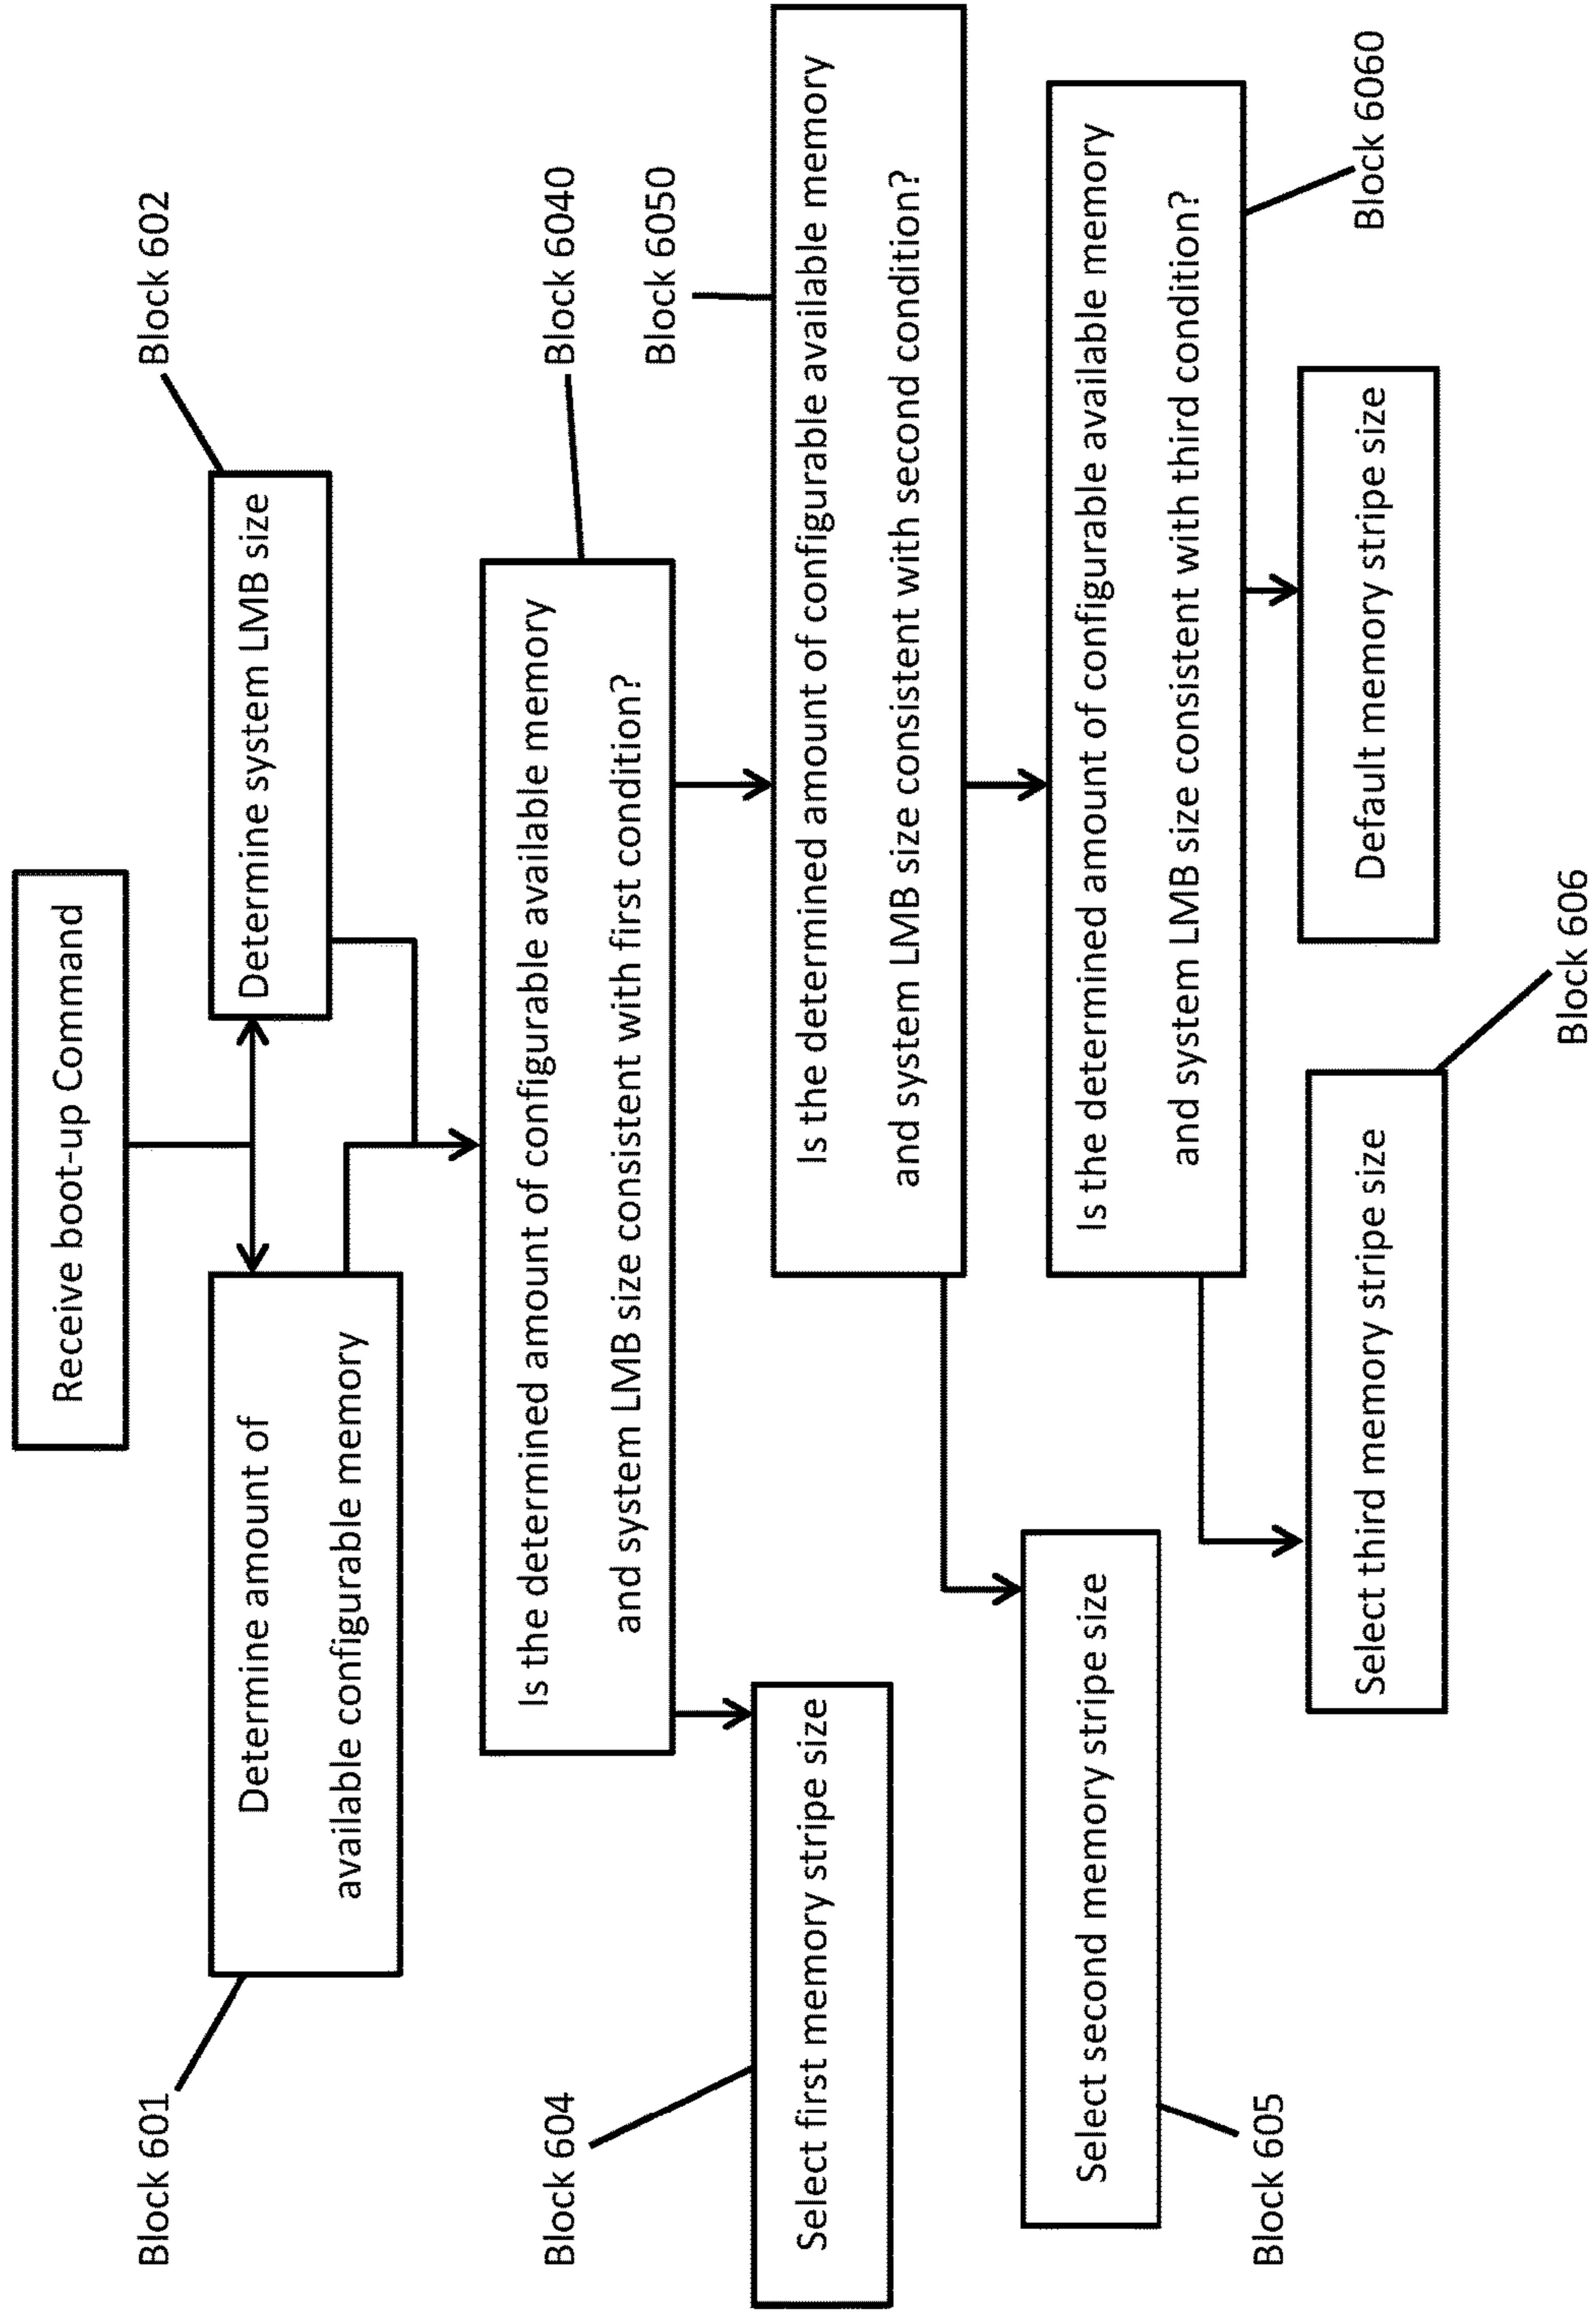 Receive boot-up Command
Block 601
Block 602
Determine amount of
available configurable memory
Determine system LMB size
Block 604
Block 6040
Is the determined amount of configurable available memory
and system LMB size consistent with first condition?
Block 6050
Select first memory stripe size
Is the determined amount of configurable available memory
and system LMB size consistent with second condition?
Select second memory stripe size
Block 605
Is the determined amount of configurable available memory
and system LMB size consistent with third condition?
Block 6060
Select third memory stripe size
Default memory stripe size
Block 606